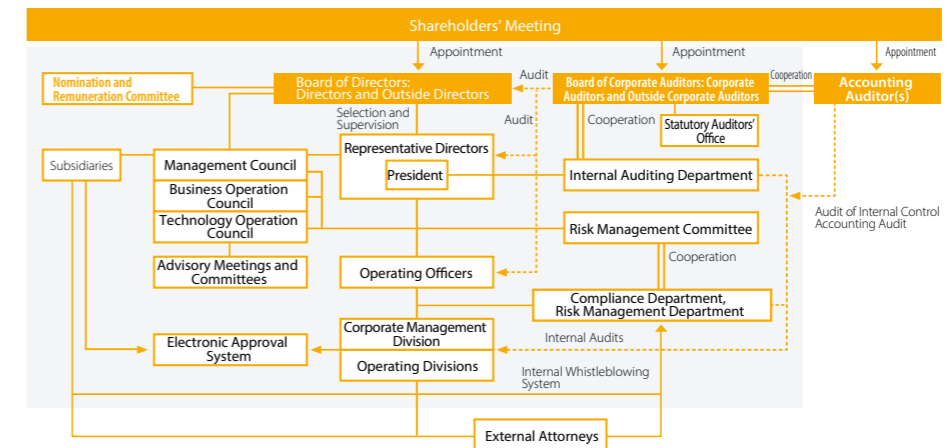 Shareholders' Meeting
Appointment
Appointment
Appointment
Nomination and
Remuneration Committee
Board of Directors:
Directors and Outside Directors
Audit
Board of Corporate Auditors: Corporate
Auditors and Outside Corporate Auditors
Cooperation
Accounting
Auditor(s)
Selection and
Supervision
Audit
Cooperation
Statutory Auditors'
Office
Subsidiaries
Management Council
Representative Directors
President
Internal Auditing Department
Business Operation
Council
Technology Operation
Council
Risk Management Committee
Audit of Internal Control
Accounting Audit
Advisory Meetings and
Committees
Operating Officers
Cooperation
Compliance Department,
Risk Management Department
Electronic Approval
System
Corporate Management
Division
Internal Audits
Operating Divisions
Internal Whistleblowing
System
External Attorneys